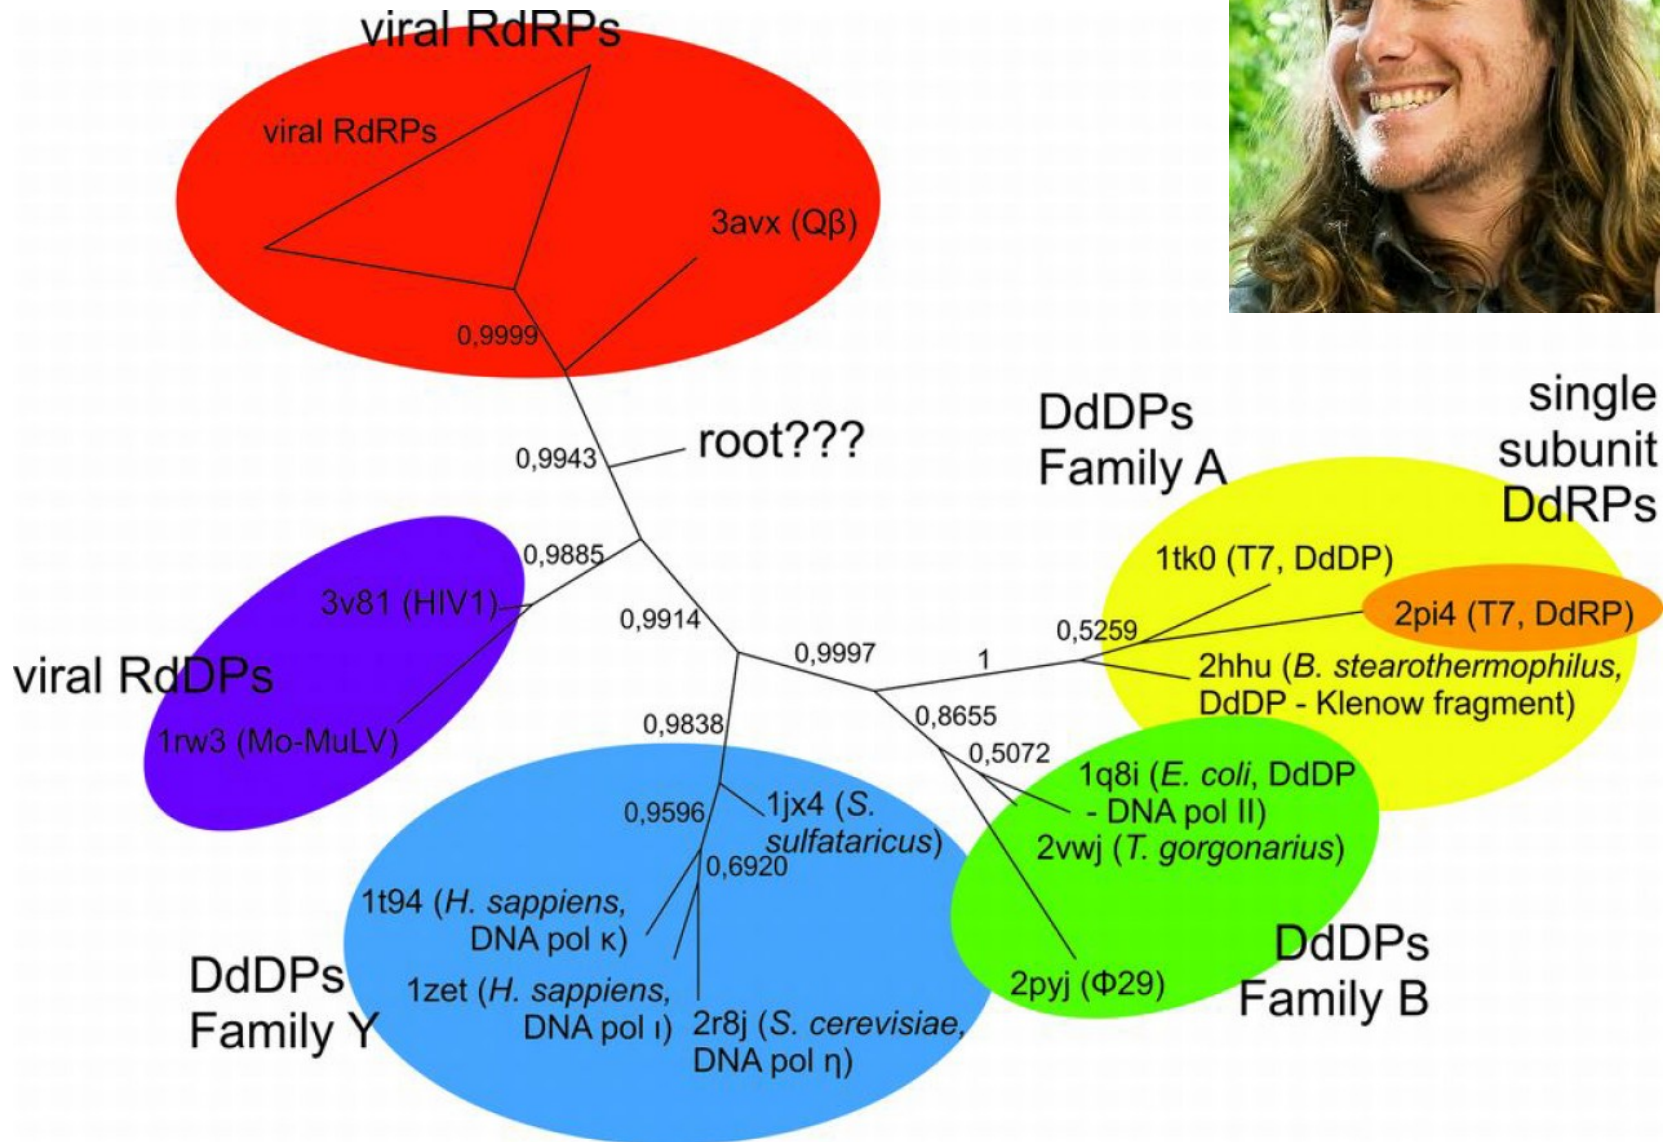 viral RdRPs
viral RdRPs
3avx (Qβ)
0,9999
0,9943
root???
DdDPs
Family A
single
subunit
DdRPs
0,9885
3v81 (HIV1)
viral RdDPs
1rw3 (Mo-MuLV)
0,9914
0,9997
1
0,5259
1tk0 (T7, DdDP)
2pi4 (T7, DdRP)
2hhu (B. stearothermophilus,
DdDP - Klenow fragment)
0,8655
0,5072
1q8i (E. coli, DdDP
- DNA pol II)
2vwj (T. gorgonarius)
2pyj (Φ29)
DdDPs
Family B
0,9838
0,9596
1jx4 (S.
sulfataricus)
0,6920
1t94 (H. sappiens,
DNA pol κ)
1zet (H. sappiens,
DNA pol ι)
2r8j (S. cerevisiae,
DNA pol η)
DdDPs
Family Y